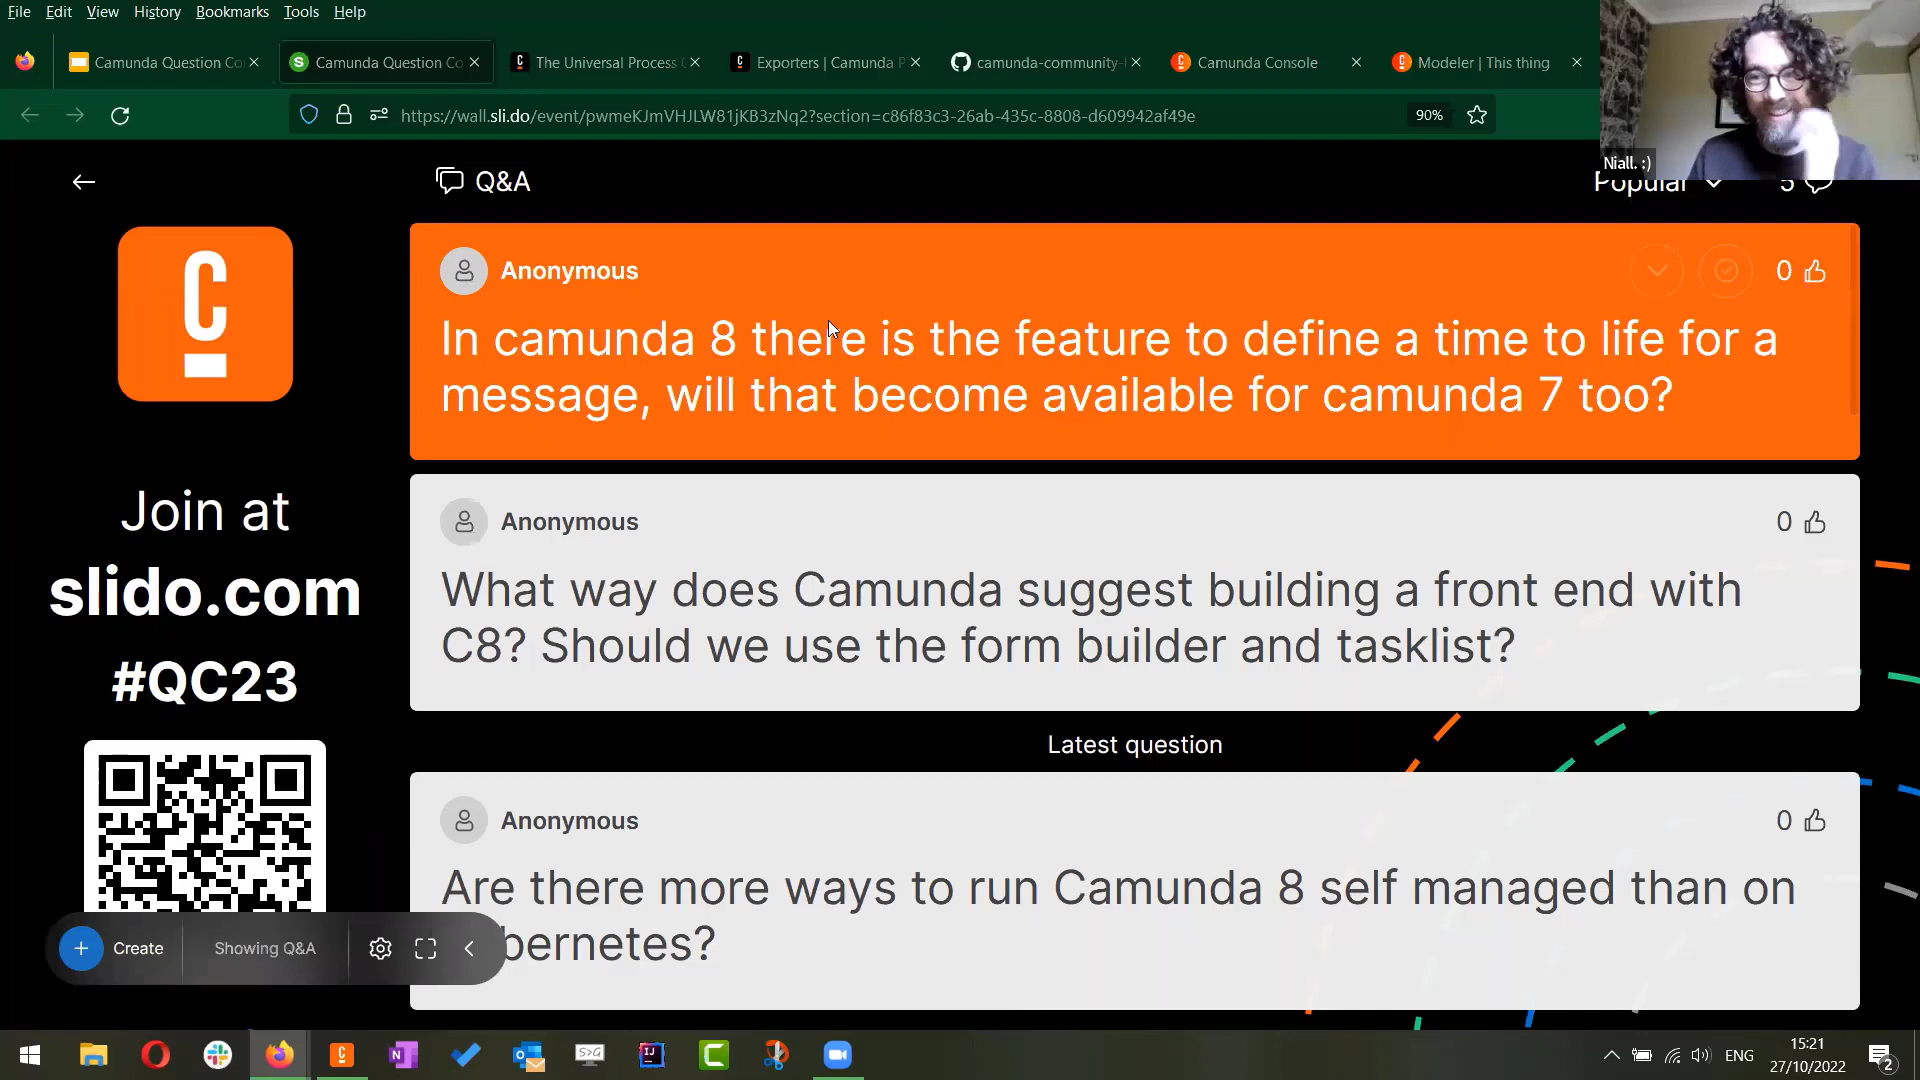 File Edit View History Bookmarks Tools Help
Camunda Question Co
Camunda Question Co
The Universal Process
Exporters | Camunda P
camunda-community-
Camunda Console
Modeler | This thing
https://wall.sli.do/event/pwmeKJmVHJLW81jKB3zNq2?section=c86f83c3-26ab-435c-8808-d609942af49e
90%
Niall. :)
Q&A
Popular
5
C
Join at
slido.com
#QC23
Anonymous
0
In camunda 8 there is the feature to define a time to life for a
message, will that become available for camunda 7 too?
Anonymous
0
What way does Camunda suggest building a front end with
C8? Should we use the form builder and tasklist?
Latest question
Anonymous
0
Are there more ways to run Camunda 8 self managed than on
bernetes?
Create
Showing Q&A
ENG
15:21
27/10/2022
2